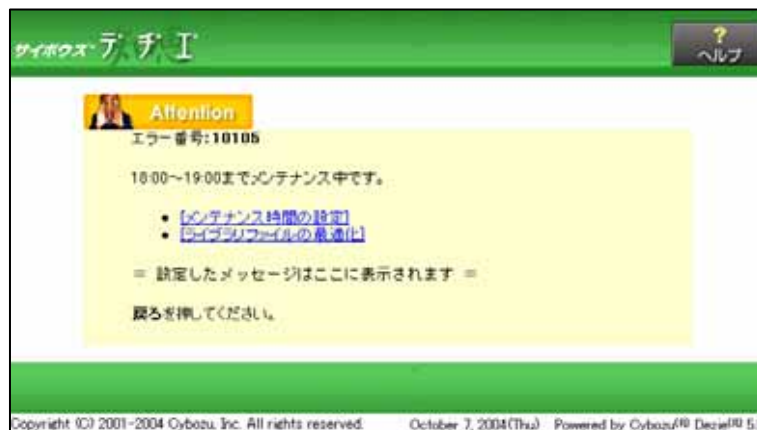 サイボウズ デヂエ
?
ヘルプ
Attention
エラー番号:10105
18:00～19:00までメンテナンス中です。
• [メンテナンス時間の設定]
• [ライブラリファイルの最適化]
＝ 設定したメッセージはここに表示されます ＝
戻るを押してください。
Copyright (C) 2001-2004 Cybozu, Inc. All rights reserved. October 7, 2004(Thu) Powered by Cybozu(R) Dezie(R) 5.